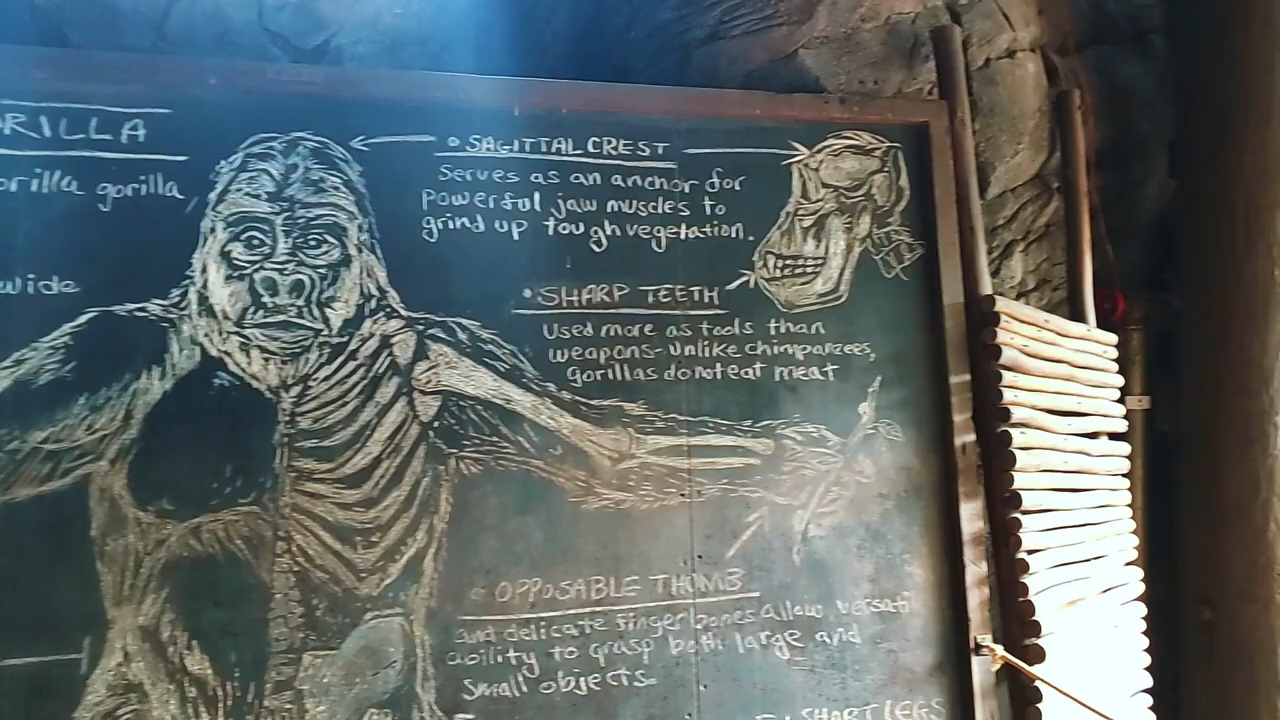 RILLA
orilla gorilla,
wide
• SAGITTAL CREST
Serves as an anchor for
powerful jaw muscles to
grind up tough vegetation.
• SHARP TEETH
Used more as tools than
weapons- unlike chimpanzees,
gorillas do not eat meat
• OPPOSABLE THUMB
and delicate finger bones allow versati
ability to grasp both large and
small objects.
• SHORT LEGS